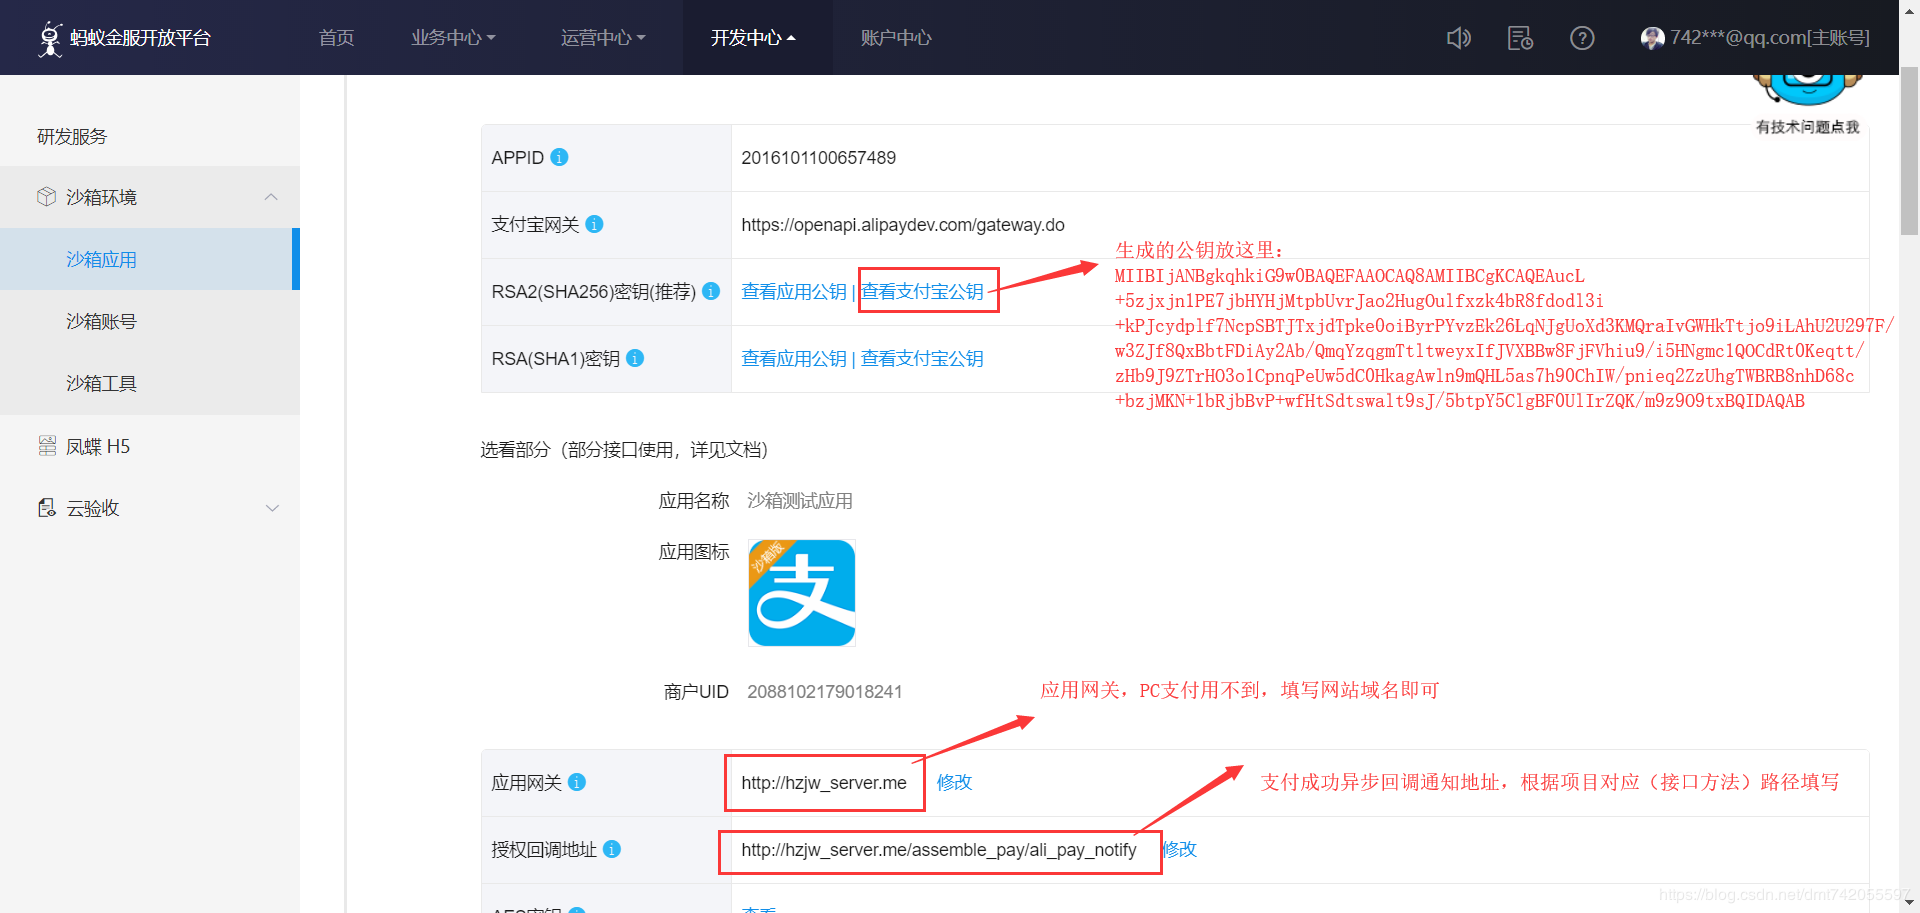 蚂蚁金服开放平台
首页
业务中心
运营中心
开发中心
账户中心
742***@qq.com[主账号]
有技术问题点我
研发服务
沙箱环境
沙箱应用
沙箱账号
沙箱工具
凤蝶 H5
云验收
APPID
2016101100657489
支付宝网关
https://openapi.alipaydev.com/gateway.do
RSA2(SHA256)密钥(推荐)
查看应用公钥 | 查看支付宝公钥
RSA(SHA1)密钥
查看应用公钥 | 查看支付宝公钥
生成的公钥放这里：
MIIBIjANBgkqhkiG9w0BAQEFAAOCAQ8AMIIBCgKCAQEAucL
+5zjxjn1PE7jbHYHjMtpbUvrJao2HugOulfxzk4bR8fdodl3i
+kPJcydplf7NcpSBTJTxjdTpke0oiByrPYvzEk26LqNJgUoXd3KMQraIvGWHkTtjo9iLAhU2U297F/
w3ZJf8QxBbtFDiAy2Ab/QmqYzqgmTtltweyxIfJVXBBw8FjFVhiu9/i5HNgmc1QOCdRt0Keqtt/
zHb9J9ZTrHO3o1CpnqPeUw5dC0HkagAwln9mQHL5as7h90ChIW/pnieq2ZzUhgTWBRB8nhD68c
+bzjMKN+1bRjbBvP+wfHtSdtswalt9sJ/5btpY5ClgBF0UlIrZQK/m9z9O9txBQIDAQAB
选看部分（部分接口使用，详见文档）
应用名称
沙箱测试应用
应用图标
沙箱版
支
商户UID
2088102179018241
应用网关，PC支付用不到，填写网站域名即可
应用网关
http://hzjw_server.me
修改
支付成功异步回调通知地址，根据项目对应（接口方法）路径填写
授权回调地址
http://hzjw_server.me/assemble_pay/ali_pay_notify
修改
AES密钥
查看
https://blog.csdn.net/dmt742055597